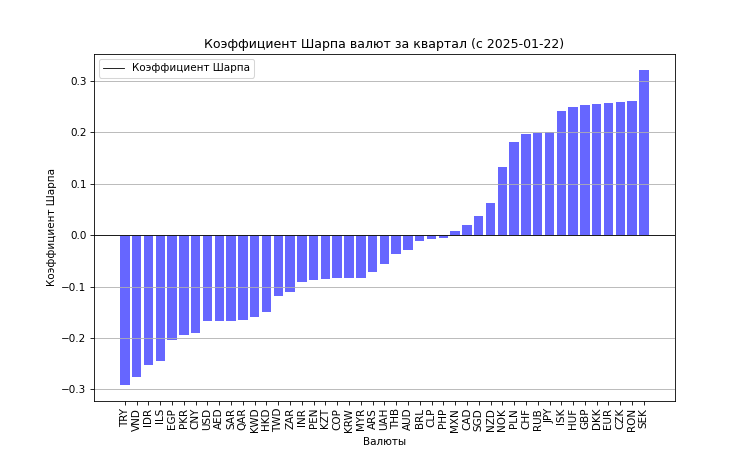 Коэффициент Шарпа валют за квартал (с 2025-01-22)
Коэффициент Шарпа
0.3
0.2
0.1
0.0
−0.1
−0.2
−0.3
Коэффициент Шарпа
TRY VND IDR ILS EGP PKR CNY USD AED SAR QAR KWD HKD TWD ZAR INR PEN KZT COP KRW MYR ARS UAH THB AUD BRL CLP PHP MXN CAD SGD NZD NOK PLN CHF RUB JPY ISK HUF GBP DKK EUR CZK RON SEK
Валюты